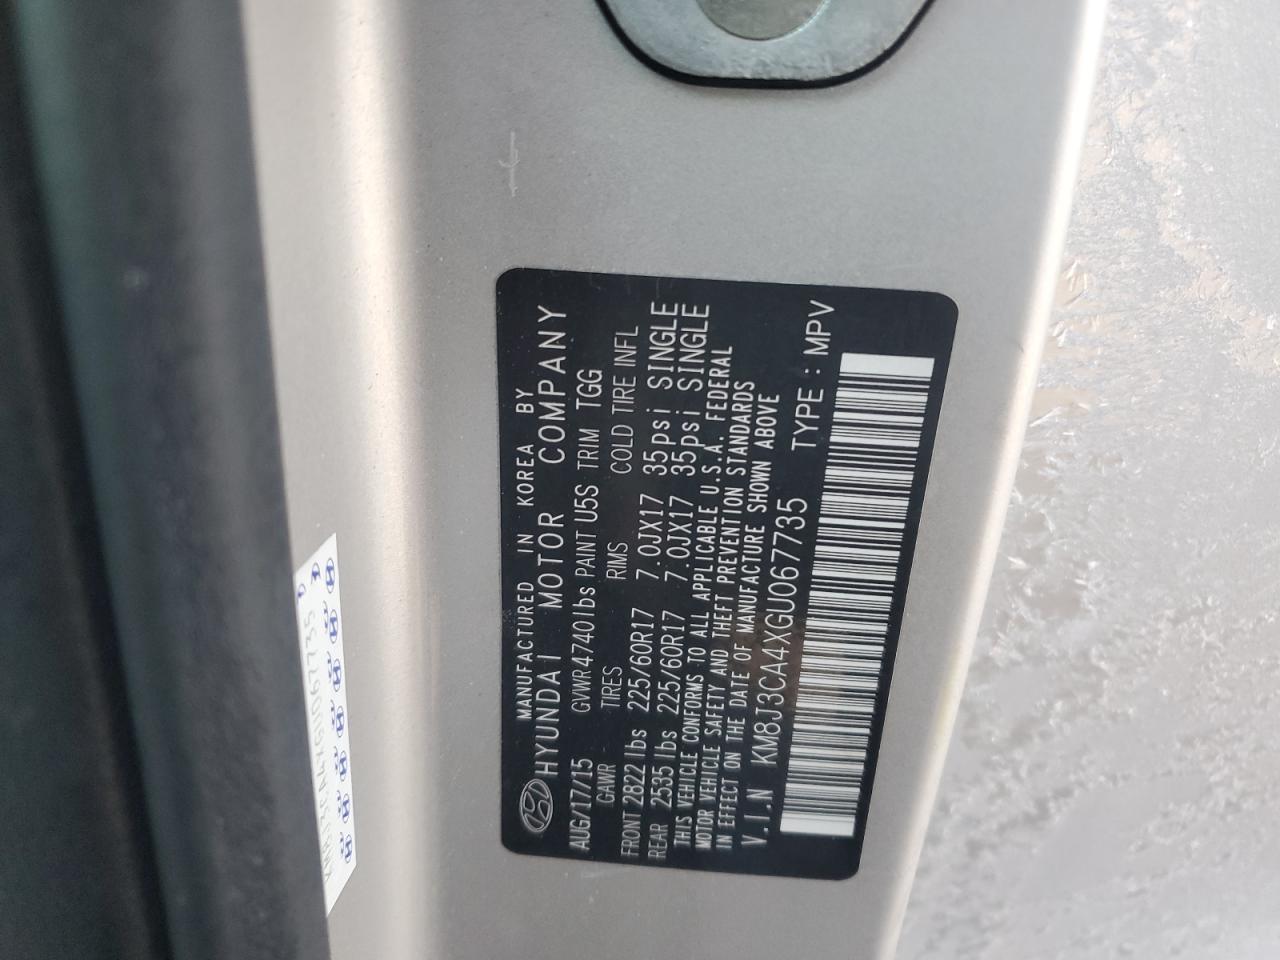 MANUFACTURED IN KOREA BY
HYUNDAI MOTOR COMPANY
AUG/17/15 GVWR 4740lbs PAINT U5S TRIM TGG
GAWR TIRES RIMS COLD TIRE INFL
FRONT 2822 lbs 225/60R17 7.0JX17 35psi SINGLE
REAR 2535 lbs 225/60R17 7.0JX17 35psi SINGLE
THIS VEHICLE CONFORMS TO ALL APPLICABLE U.S.A. FEDERAL
MOTOR VEHICLE SAFETY AND THEFT PREVENTION STANDARDS
IN EFFECT ON THE DATE OF MANUFACTURE SHOWN ABOVE
V.I.N KM8J3CA4XGU067735 TYPE : MPV
KM8J3CA4XGU067735